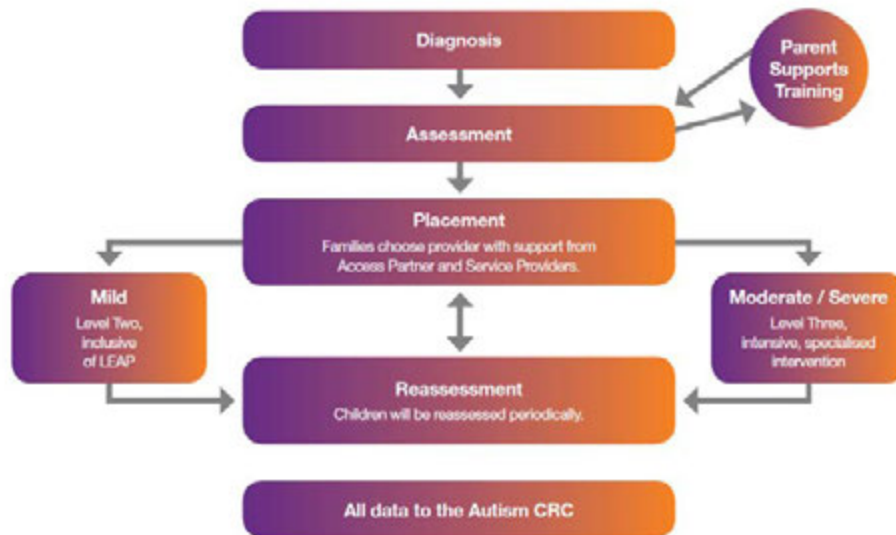 Diagnosis
Parent
Supports
Training
Assessment
Placement
Families choose provider with support from
Access Partner and Service Providers.
Mild
Level Two,
inclusive
of LEAP
Moderate / Severe
Level Three,
intensive, specialised
intervention
Reassessment
Children will be reassessed periodically.
All data to the Autism CRC